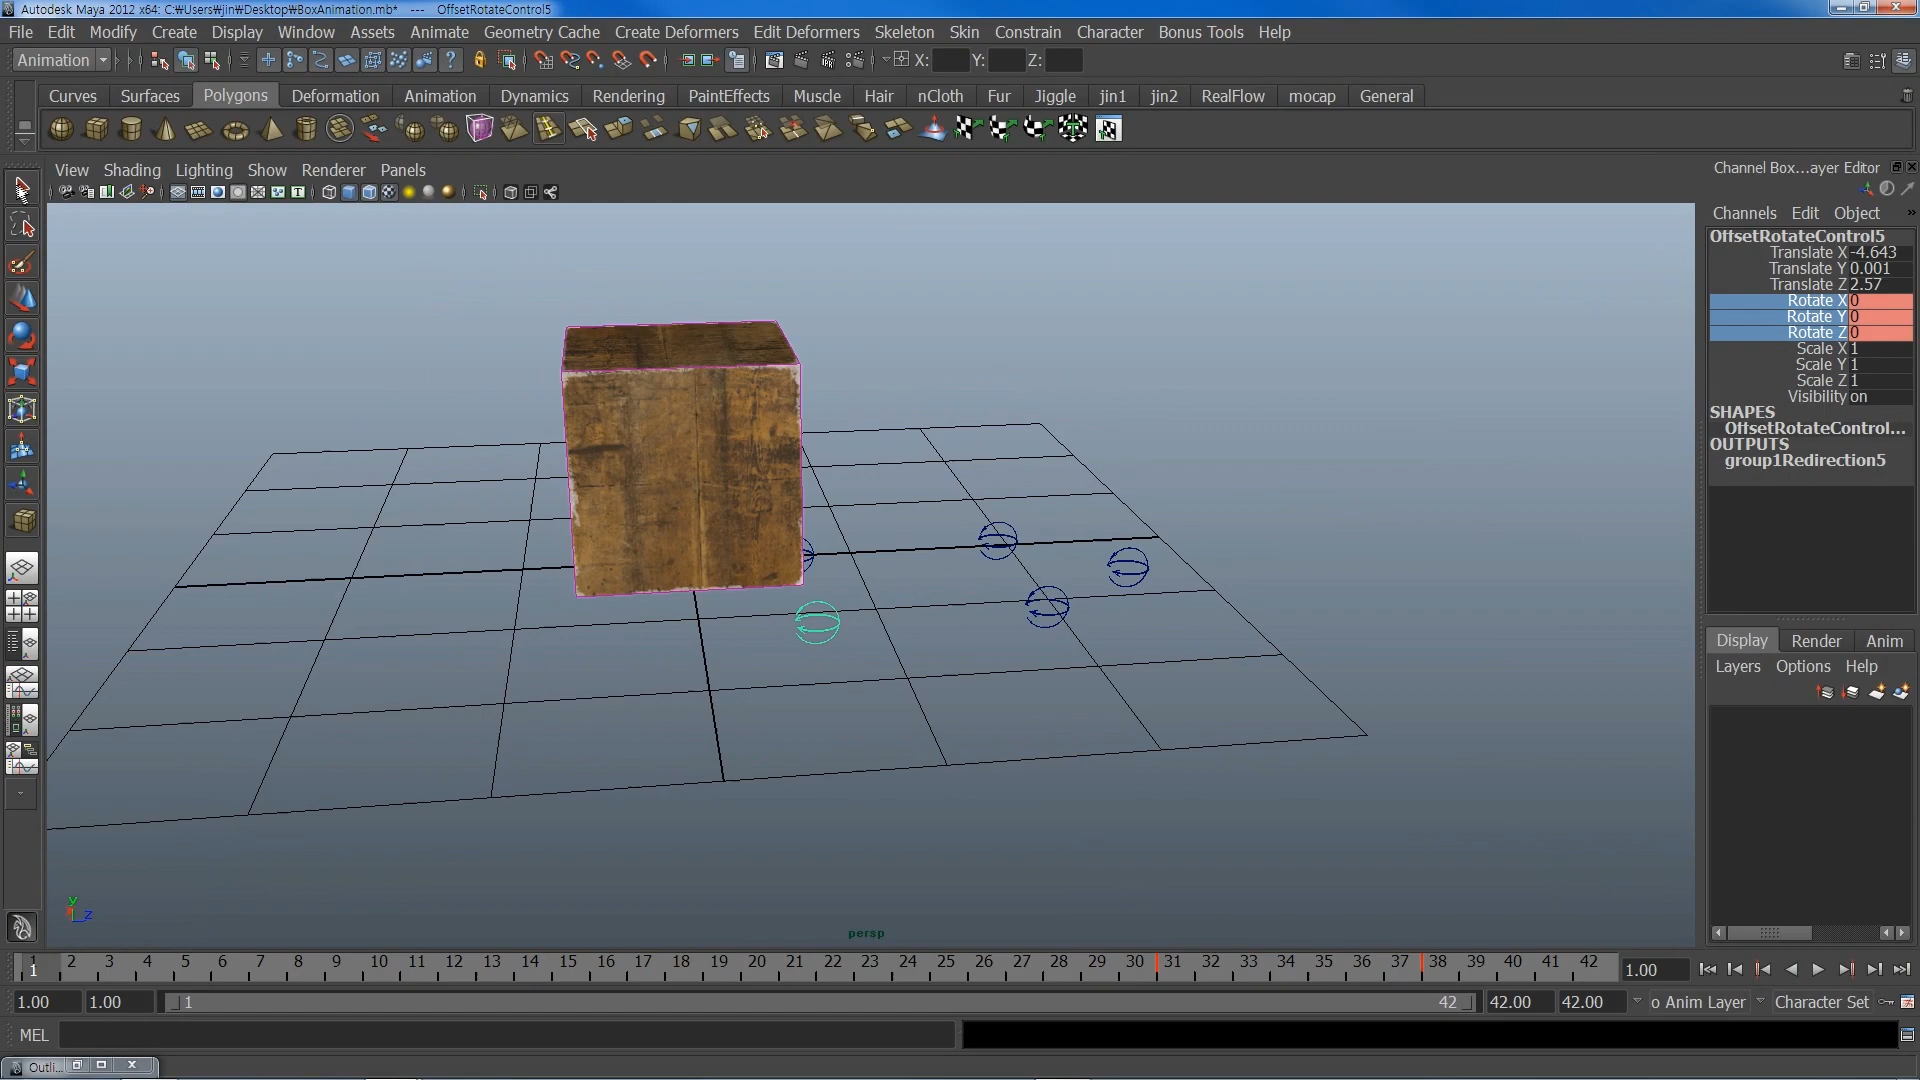 Autodesk Maya 2012 x64: C:₩Users₩jin₩Desktop₩BoxAnimation.mb* --- OffsetRotateControl5
File Edit Modify Create Display Window Assets Animate Geometry Cache Create Deformers Edit Deformers Skeleton Skin Constrain Character Bonus Tools Help
Animation X: Y: Z:
Curves Surfaces Polygons Deformation Animation Dynamics Rendering PaintEffects Muscle Hair nCloth Fur Jiggle jin1 jin2 RealFlow mocap General
View Shading Lighting Show Renderer Panels
Channel Box...ayer Editor
Channels Edit Object »
OffsetRotateControl5
Translate X -4.643
Translate Y 0.001
Translate Z 2.57
Rotate X 0
Rotate Y 0
Rotate Z 0
Scale X 1
Scale Y 1
Scale Z 1
Visibility on
SHAPES
OffsetRotateControl...
OUTPUTS
group1Redirection5
Display Render Anim
Layers Options Help
y
z
persp
1 2 3 4 5 6 7 8 9 10 11 12 13 14 15 16 17 18 19 20 21 22 23 24 25 26 27 28 29 30 31 32 33 34 35 36 37 38 39 40 41 42
1 1.00
1.00 1.00 1 42 42.00 42.00 o Anim Layer Character Set
MEL
Outli...